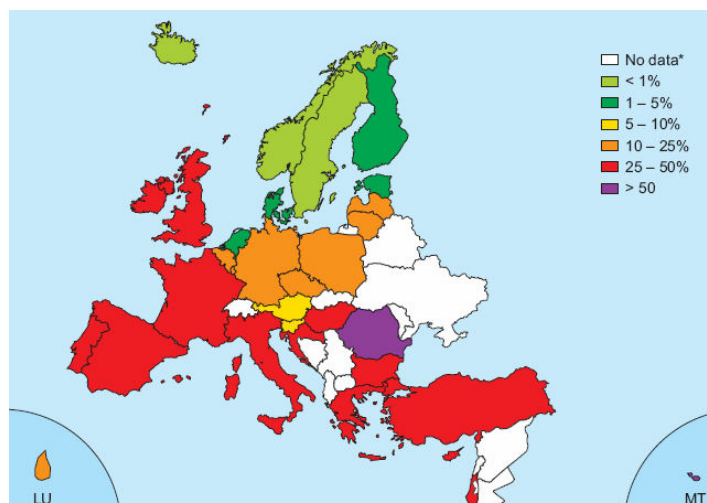 No data*
< 1%
1 – 5%
5 – 10%
10 – 25%
25 – 50%
> 50
LU
MT